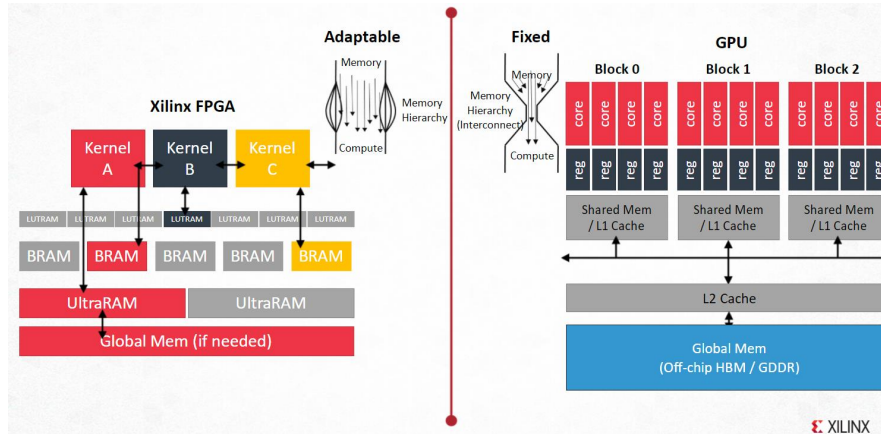 Adaptable
Memory
Memory
Hierarchy
Compute
Xilinx FPGA
Kernel
A
Kernel
B
Kernel
C
LUTRAM LUTRAM LUTRAM LUTRAM LUTRAM LUTRAM LUTRAM
BRAM BRAM BRAM BRAM BRAM
UltraRAM UltraRAM
Global Mem (if needed)
Fixed
Memory
Memory
Hierarchy
(Interconnect)
Compute
GPU
Block 0 Block 1 Block 2
core core core core core core core core core core core core
reg reg reg reg reg reg reg reg reg reg reg reg
Shared Mem
/ L1 Cache
Shared Mem
/ L1 Cache
Shared Mem
/ L1 Cache
L2 Cache
Global Mem
(Off-chip HBM / GDDR)
XILINX